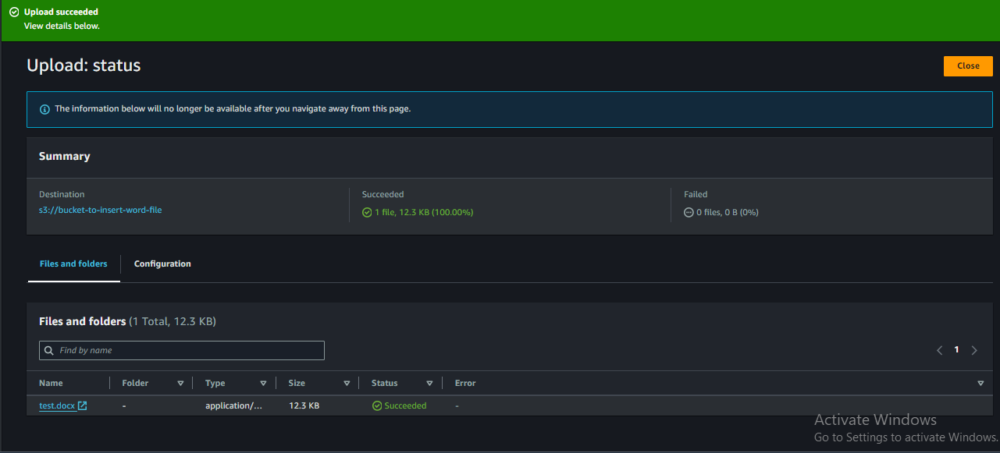 Upload succeeded
View details below.
Upload: status
Close
The information below will no longer be available after you navigate away from this page.
Summary
Destination
s3://bucket-to-insert-word-file
Succeeded
1 file, 12.3 KB (100.00%)
Failed
0 files, 0 B (0%)
Files and folders
Configuration
Files and folders (1 Total, 12.3 KB)
Find by name
1
Name Folder Type Size Status Error
test.docx - application/... 12.3 KB Succeeded -
Activate Windows
Go to Settings to activate Windows.